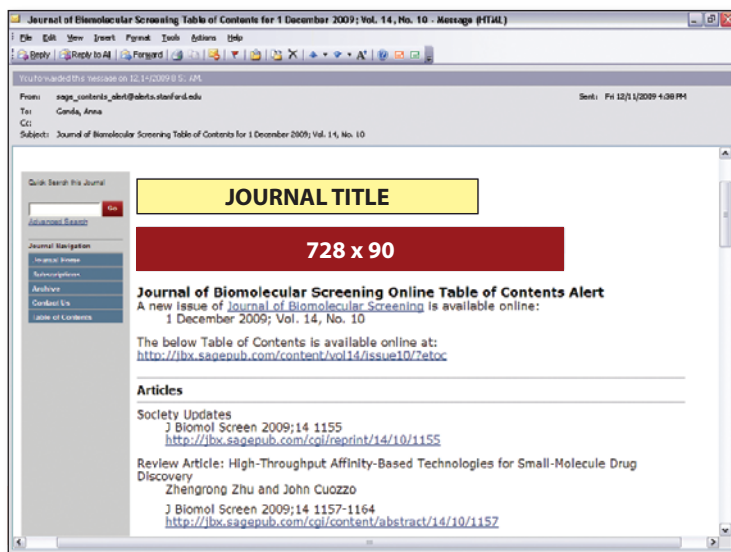 Journal of Biomolecular Screening Table of Contents for 1 December 2009; Vol. 14, No. 10 - Message (HTML)
File Edit View Insert Format Tools Actions Help
Reply Reply to All Forward
You forwarded this message on 12/14/2009 8:51 AM.
From: sage_contents_alert@alerts.stanford.edu Sent: Fri 12/11/2009 4:38 PM
To: Ganda, Anna
Cc:
Subject: Journal of Biomolecular Screening Table of Contents for 1 December 2009; Vol. 14, No. 10
Quick Search this Journal
Go
Advanced Search
Journal Navigation
Journal Home
Subscriptions
Archive
Contact Us
Table of Contents
JOURNAL TITLE
728 x 90
Journal of Biomolecular Screening Online Table of Contents Alert
A new issue of Journal of Biomolecular Screening is available online:
1 December 2009; Vol. 14, No. 10
The below Table of Contents is available online at:
http://jbx.sagepub.com/content/vol14/issue10/?etoc
Articles
Society Updates
J Biomol Screen 2009;14 1155
http://jbx.sagepub.com/cgi/reprint/14/10/1155
Review Article: High-Throughput Affinity-Based Technologies for Small-Molecule Drug
Discovery
Zhengrong Zhu and John Cuozzo
J Biomol Screen 2009;14 1157-1164
http://jbx.sagepub.com/cgi/content/abstract/14/10/1157